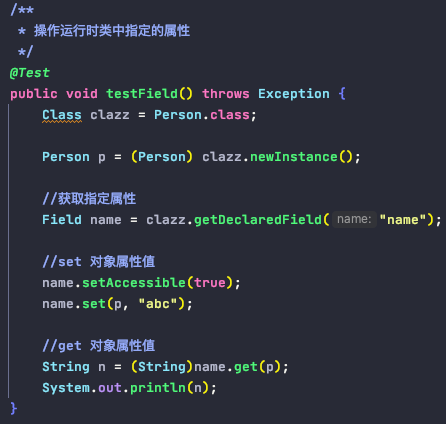 /**
 * 操作运行时类中指定的属性
 */
@Test
public void testField() throws Exception {
    Class clazz = Person.class;
    Person p = (Person) clazz.newInstance();
    //获取指定属性
    Field name = clazz.getDeclaredField( name: "name");
    //set 对象属性值
    name.setAccessible(true);
    name.set(p, "abc");
    //get 对象属性值
    String n = (String)name.get(p);
    System.out.println(n);
}